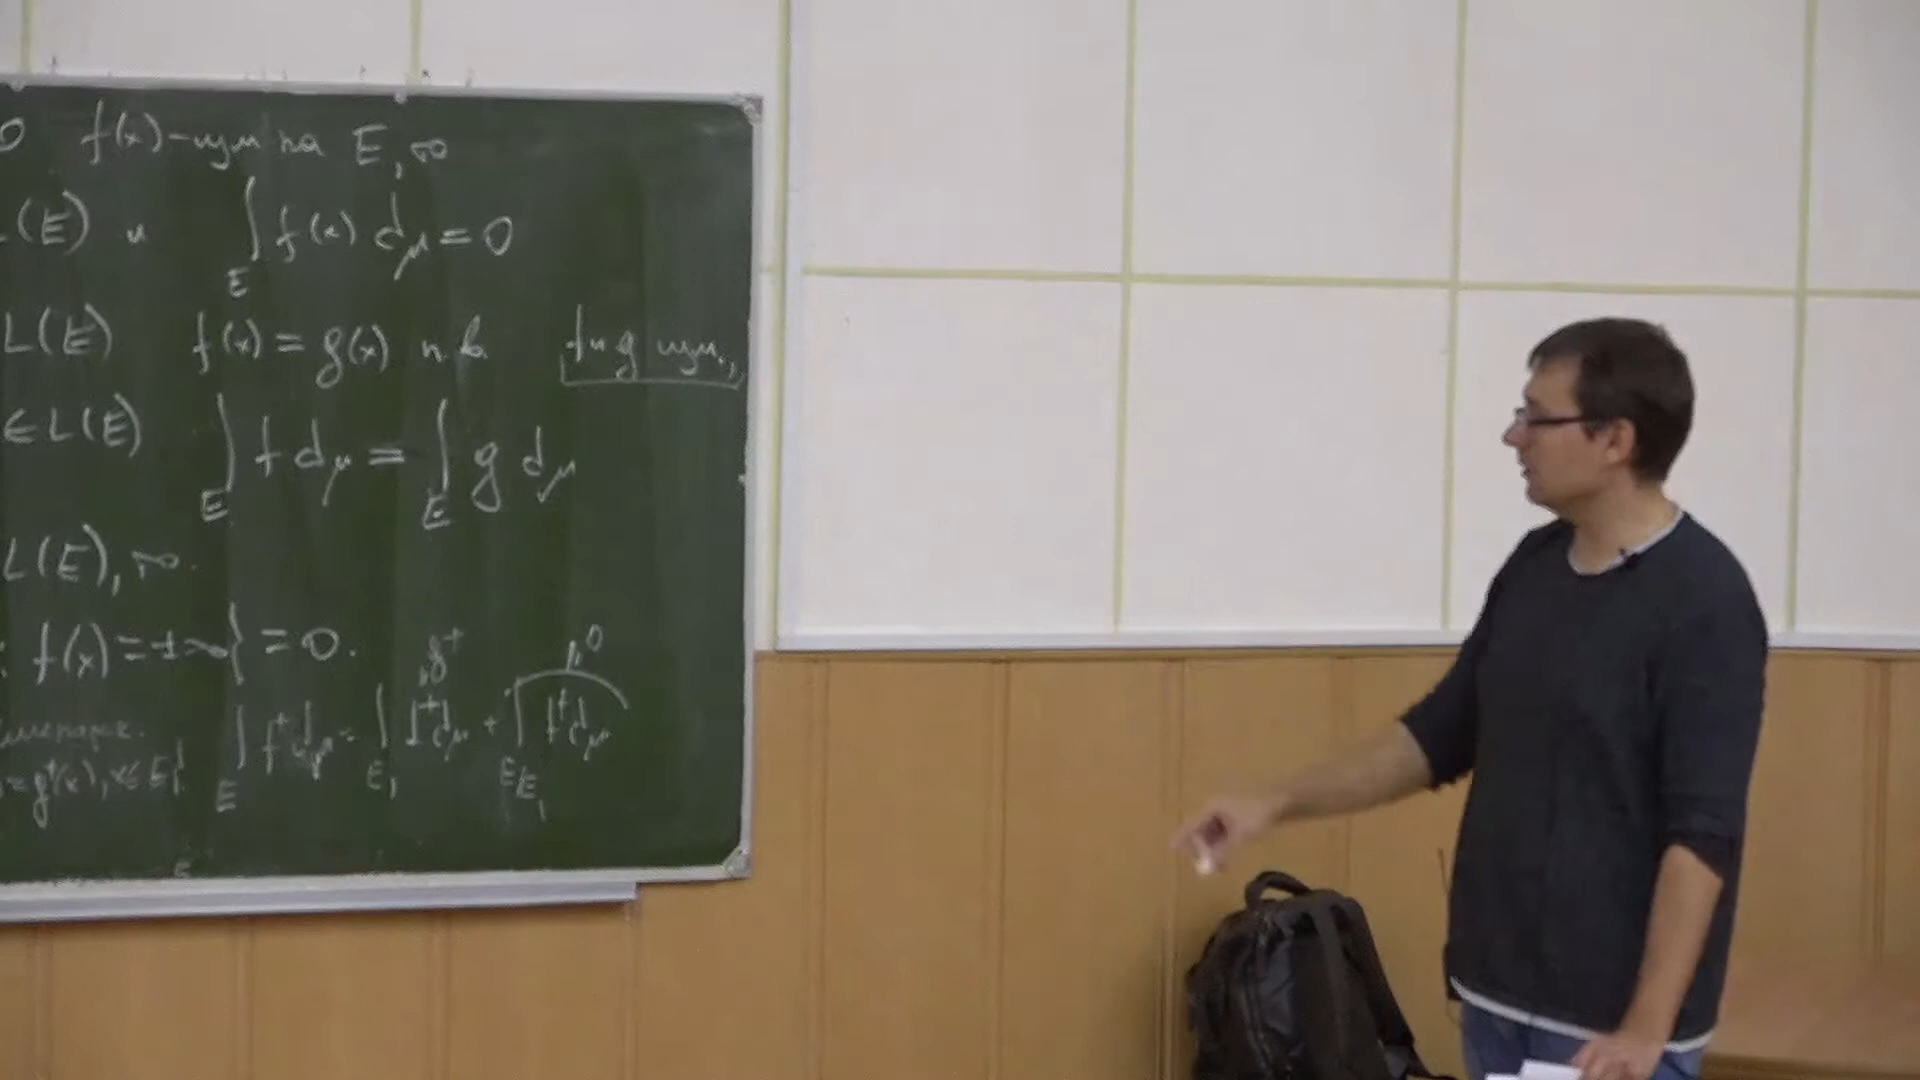 0 f(x)-изм на E, то
L(E) и ∫_E f(x) dμ = 0
L(E) f(x) = g(x) п.в. f и g изм.,
∈ L(E) ∫_E f dμ = ∫_E g dμ
L(E), то.
: f(x) = ±∞} = 0.
∫_E f⁺dμ = ∫_{E₁} f⁺dμ + ∫_{E/E₁} f⁺dμ
g⁺ 0
= g⁺(x), x ∈ E₁